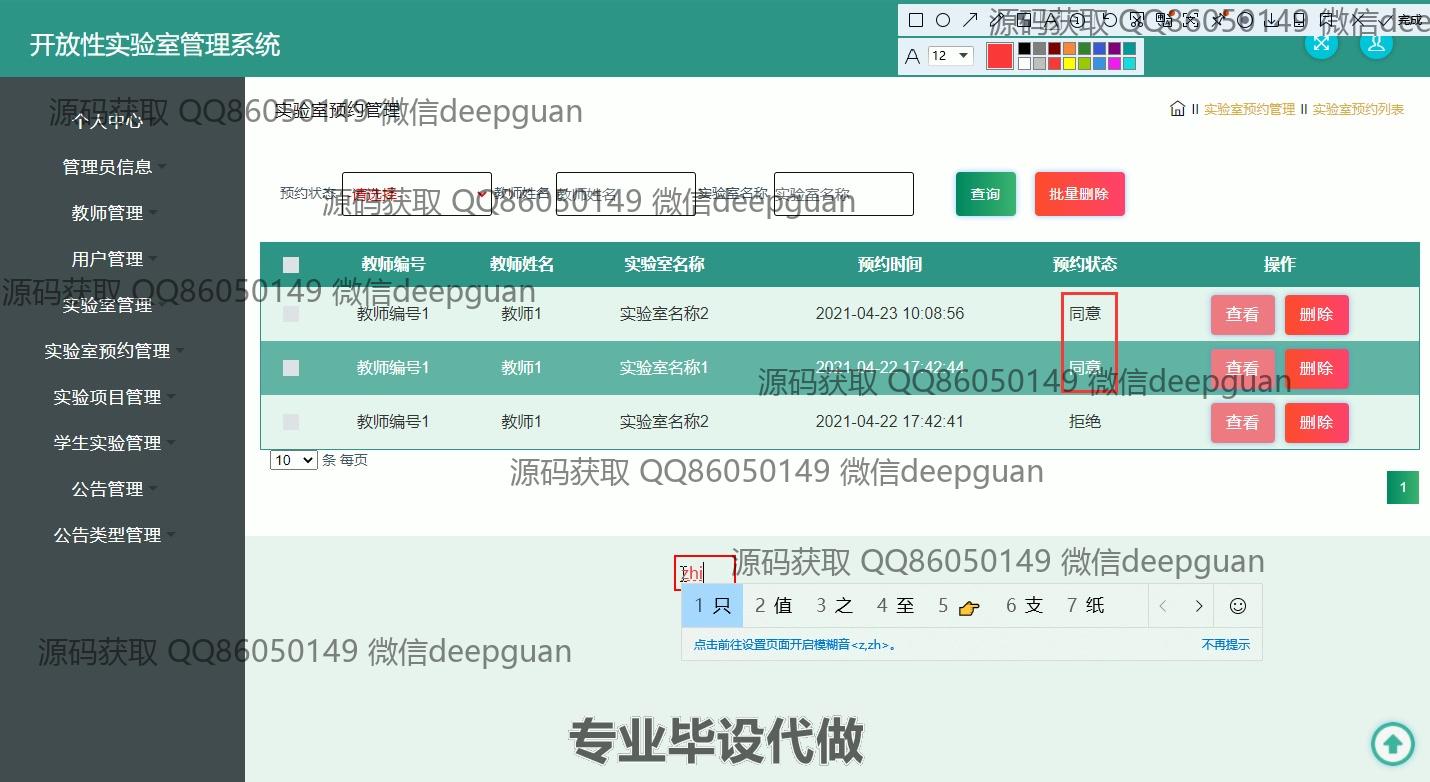 开放性实验室管理系统
完成
12
源码获取 QQ86050149 微信deepguan
个人中心
管理员信息
教师管理
用户管理
实验室管理
实验室预约管理
实验项目管理
学生实验管理
公告管理
公告类型管理
源码获取 QQ86050149 微信deepguan
实验室预约管理
实验室预约管理 II 实验室预约列表
预约状态 请选择 教师姓名 教师姓名 实验室名称 实验室名称 查询 批量删除
源码获取 QQ86050149 微信deepguan
教师编号 教师姓名 实验室名称 预约时间 预约状态 操作
源码获取 QQ86050149 微信deepguan
教师编号1 教师1 实验室名称2 2021-04-23 10:08:56 同意 查看 删除
教师编号1 教师1 实验室名称1 2021-04-22 17:42:44 同意 查看 删除
源码获取 QQ86050149 微信deepguan
教师编号1 教师1 实验室名称2 2021-04-22 17:42:41 拒绝 查看 删除
10 条 每页
源码获取 QQ86050149 微信deepguan
1
源码获取 QQ86050149 微信deepguan
zhi
1 只 2 值 3 之 4 至 5 👉 6 支 7 纸
点击前往设置页面开启模糊音<z,zh>。 不再提示
源码获取 QQ86050149 微信deepguan
专业毕设代做